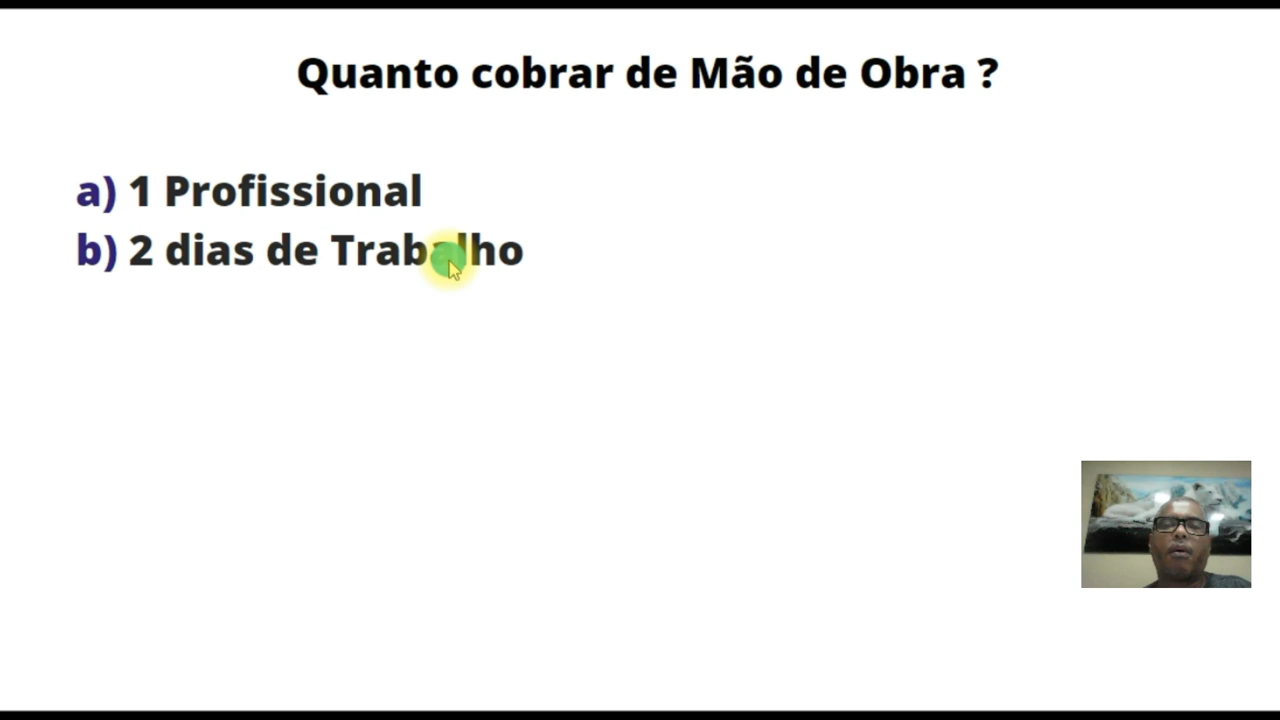 Quanto cobrar de Mão de Obra ?
a) 1 Profissional
b) 2 dias de Trabalho